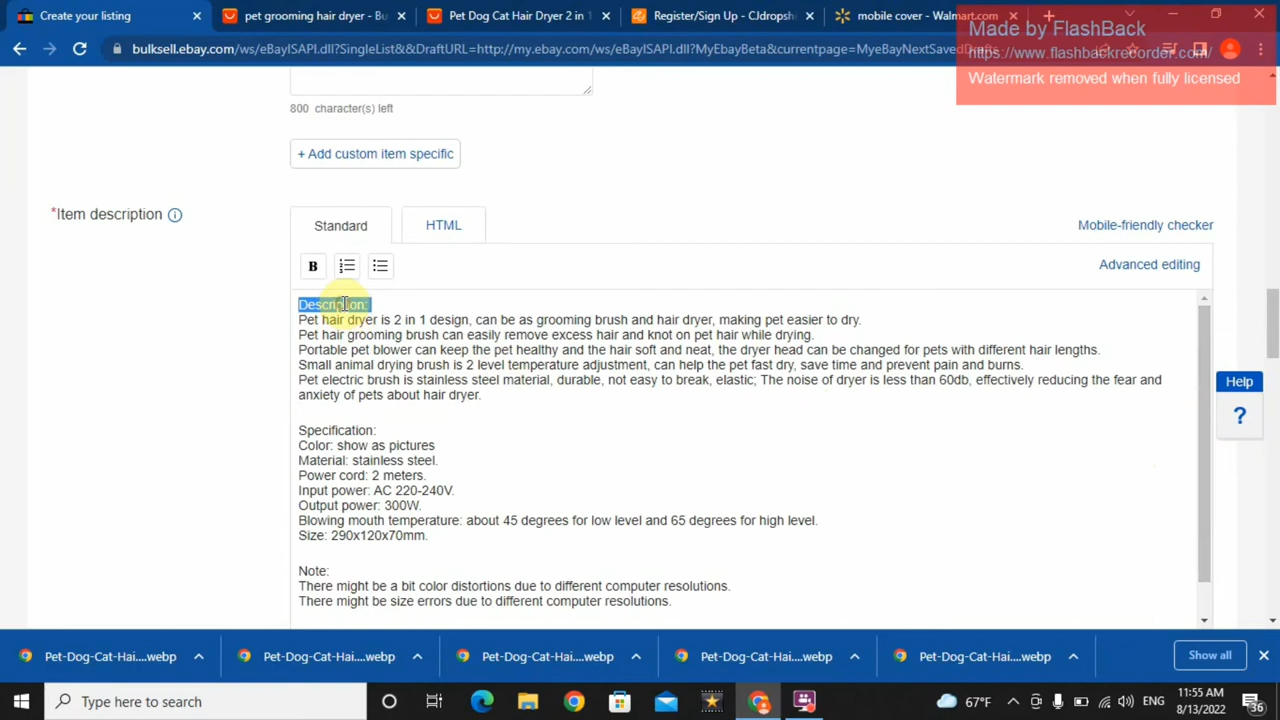 Create your listing
pet grooming hair dryer - Bu
Pet Dog Cat Hair Dryer 2 in 1
Register/Sign Up - CJdropsh
mobile cover - Walmart.com
Made by FlashBack
https://www.flashbackrecorder.com/
Watermark removed when fully licensed
bulksell.ebay.com/ws/eBayISAPI.dll?SingleList&&DraftURL=http://my.ebay.com/ws/eBayISAPI.dll?MyEbayBeta&currentpage=MyeBayNextSavedDrafts
800 character(s) left
+ Add custom item specific
*Item description
Standard
HTML
Mobile-friendly checker
B
Advanced editing
Description:
Pet hair dryer is 2 in 1 design, can be as grooming brush and hair dryer, making pet easier to dry.
Pet hair grooming brush can easily remove excess hair and knot on pet hair while drying.
Portable pet blower can keep the pet healthy and the hair soft and neat, the dryer head can be changed for pets with different hair lengths.
Small animal drying brush is 2 level temperature adjustment, can help the pet fast dry, save time and prevent pain and burns.
Pet electric brush is stainless steel material, durable, not easy to break, elastic; The noise of dryer is less than 60db, effectively reducing the fear and
anxiety of pets about hair dryer.
Specification:
Color: show as pictures
Material: stainless steel.
Power cord: 2 meters.
Input power: AC 220-240V.
Output power: 300W.
Blowing mouth temperature: about 45 degrees for low level and 65 degrees for high level.
Size: 290x120x70mm.
Note:
There might be a bit color distortions due to different computer resolutions.
There might be size errors due to different computer resolutions.
Help
?
Pet-Dog-Cat-Hai....webp
Pet-Dog-Cat-Hai....webp
Pet-Dog-Cat-Hai....webp
Pet-Dog-Cat-Hai....webp
Pet-Dog-Cat-Hai....webp
Show all
Type here to search
67°F
ENG
11:55 AM
8/13/2022
36